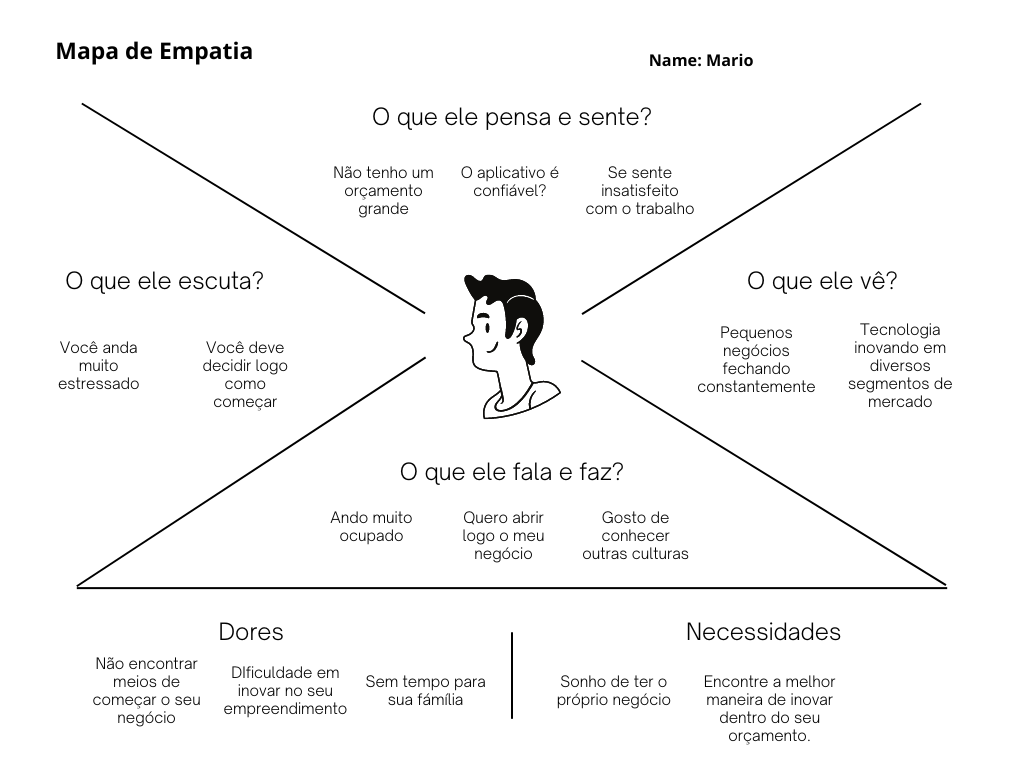 Mapa de Empatia
Name: Mario
O que ele pensa e sente?
Não tenho um
orçamento
grande
O aplicativo é
confiável?
Se sente
insatisfeito
com o trabalho
O que ele escuta?
Você anda
muito
estressado
Você deve
decidir logo
como
começar
O que ele vê?
Pequenos
negócios
fechando
constantemente
Tecnologia
inovando em
diversos
segmentos de
mercado
O que ele fala e faz?
Ando muito
ocupado
Quero abrir
logo o meu
negócio
Gosto de
conhecer
outras culturas
Dores
Não encontrar
meios de
começar o seu
negócio
DIficuldade em
inovar no seu
empreendimento
Sem tempo para
sua fámília
Necessidades
Sonho de ter o
próprio negócio
Encontre a melhor
maneira de inovar
dentro do seu
orçamento.